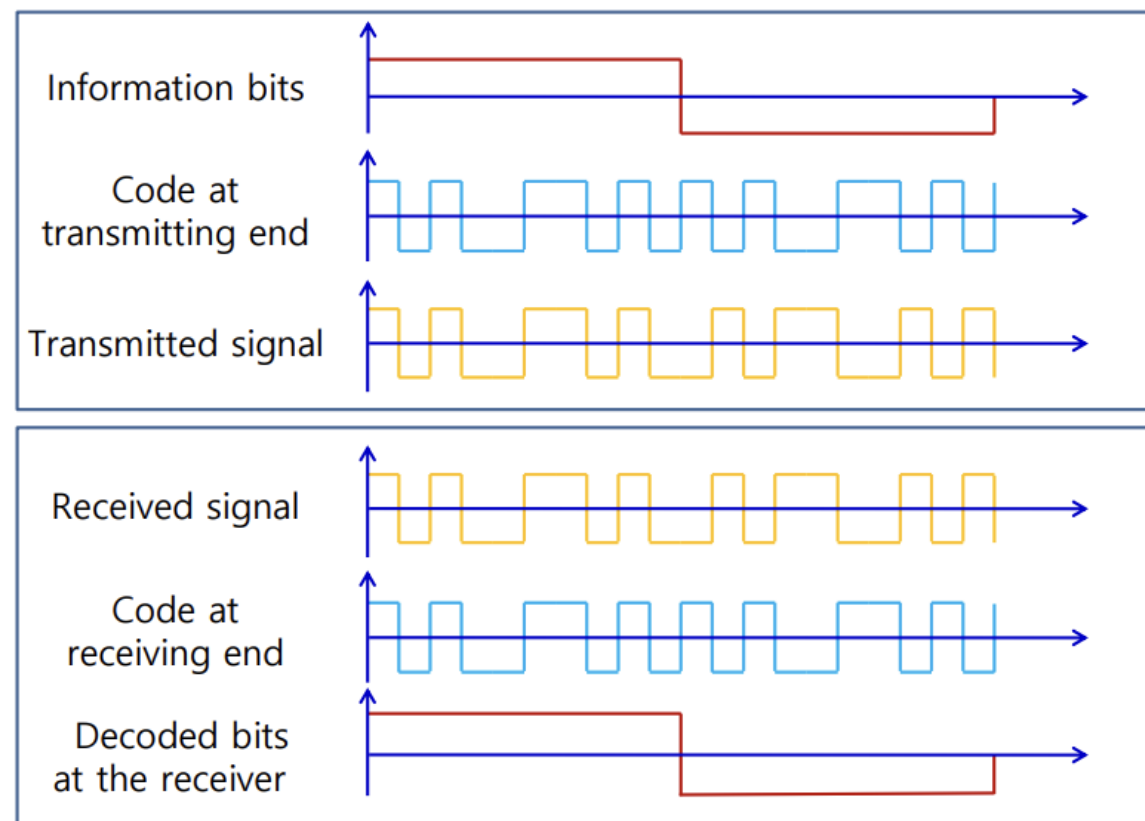 Information bits
Code at
transmitting end
Transmitted signal
Received signal
Code at
receiving end
Decoded bits
at the receiver